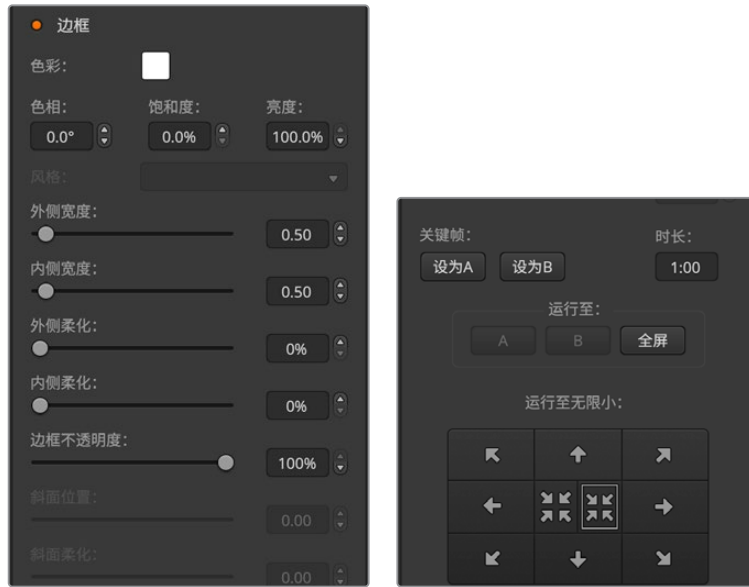 边框
色彩：
色相： 饱和度： 亮度：
0.0° 0.0% 100.0%
风格：
外侧宽度：
0.50
内侧宽度：
0.50
外侧柔化：
0%
内侧柔化：
0%
边框不透明度：
100%
斜面位置：
0.00
斜面柔化：
0.00
关键帧： 时长：
设为A 设为B 1:00
运行至：
A B 全屏
运行至无限小：